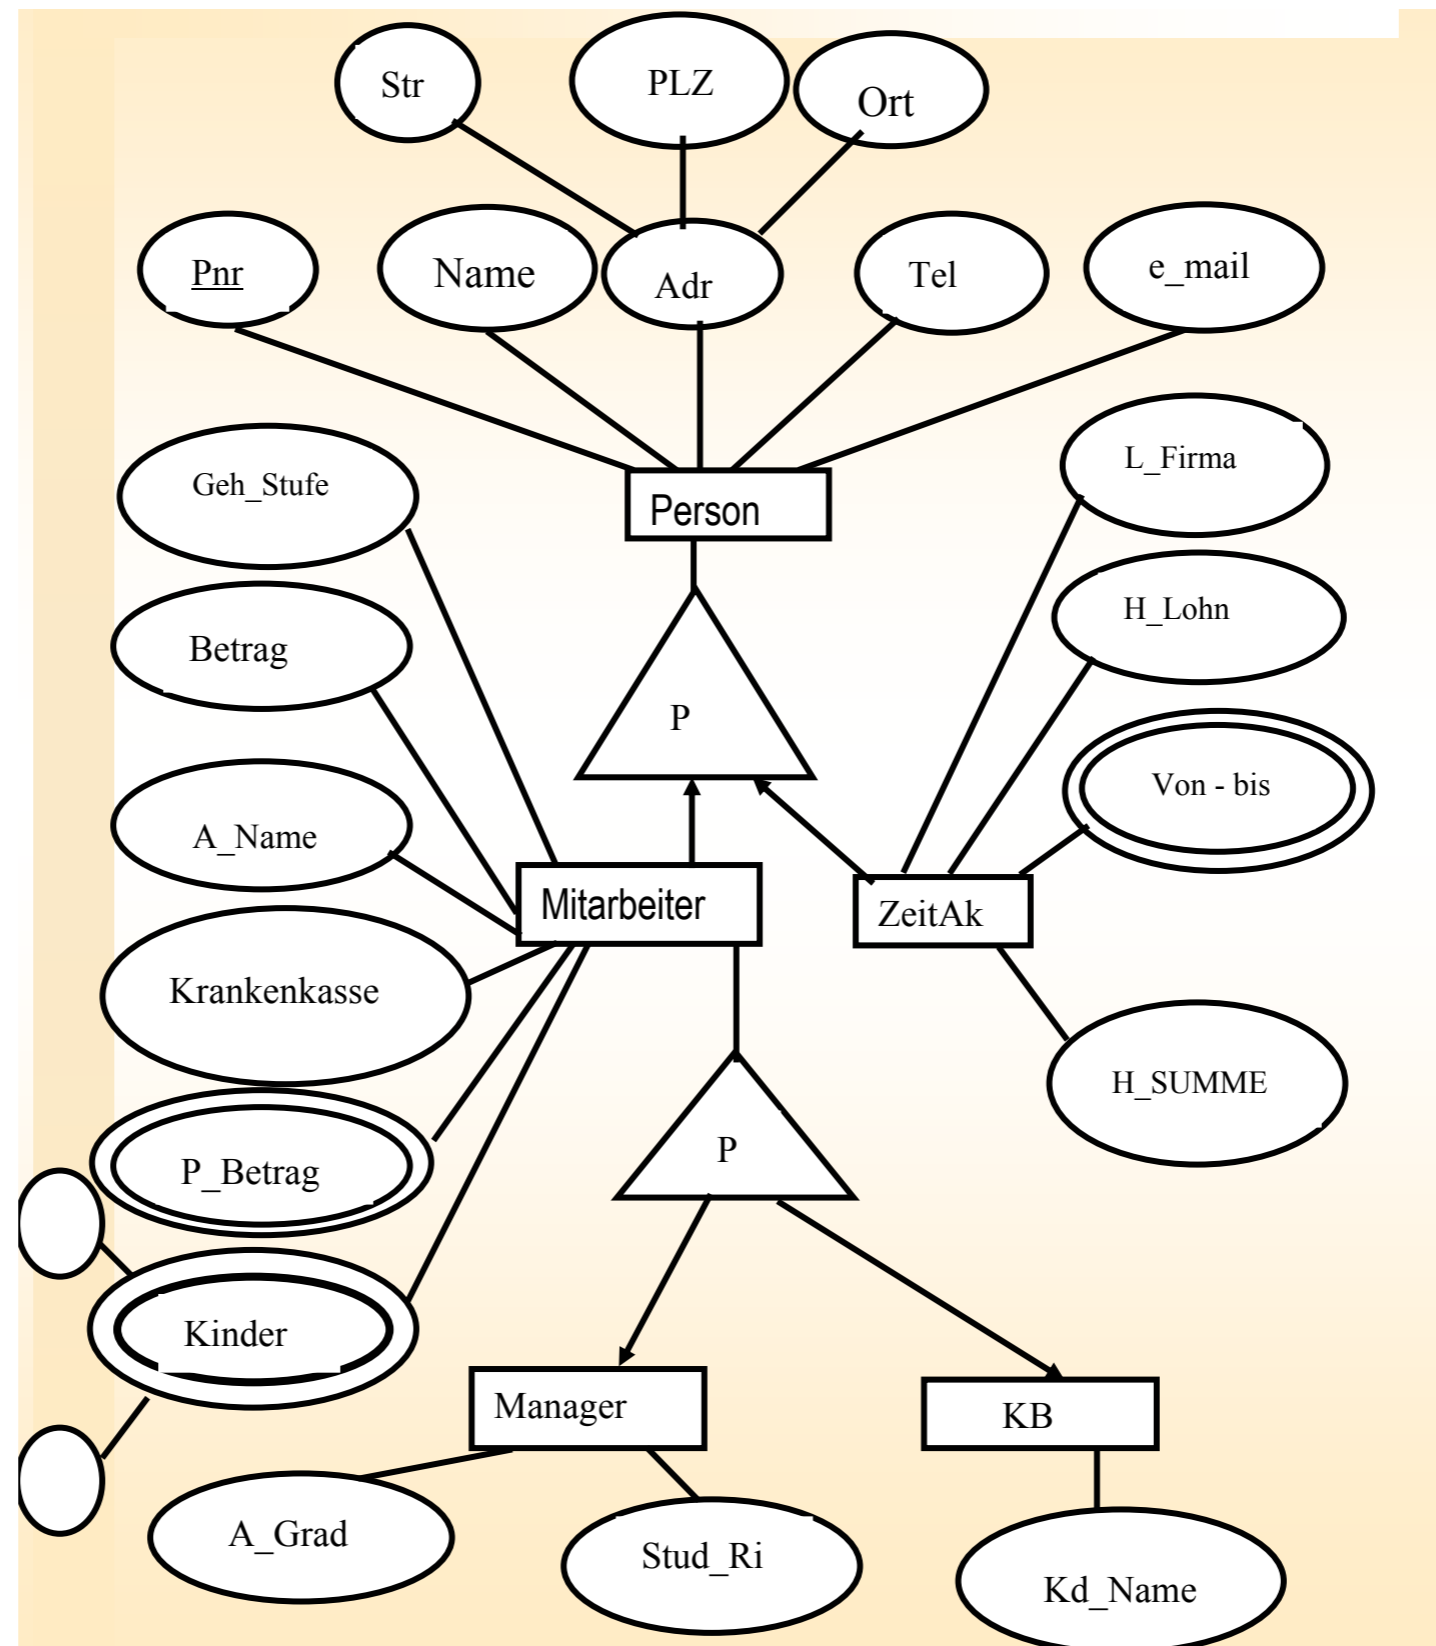 Str
PLZ
Ort
Pnr
Name
Adr
Tel
e_mail
Geh_Stufe
Person
L_Firma
Betrag
H_Lohn
P
Von - bis
A_Name
Mitarbeiter
ZeitAk
Krankenkasse
H_SUMME
P_Betrag
P
Kinder
Manager
KB
A_Grad
Stud_Ri
Kd_Name